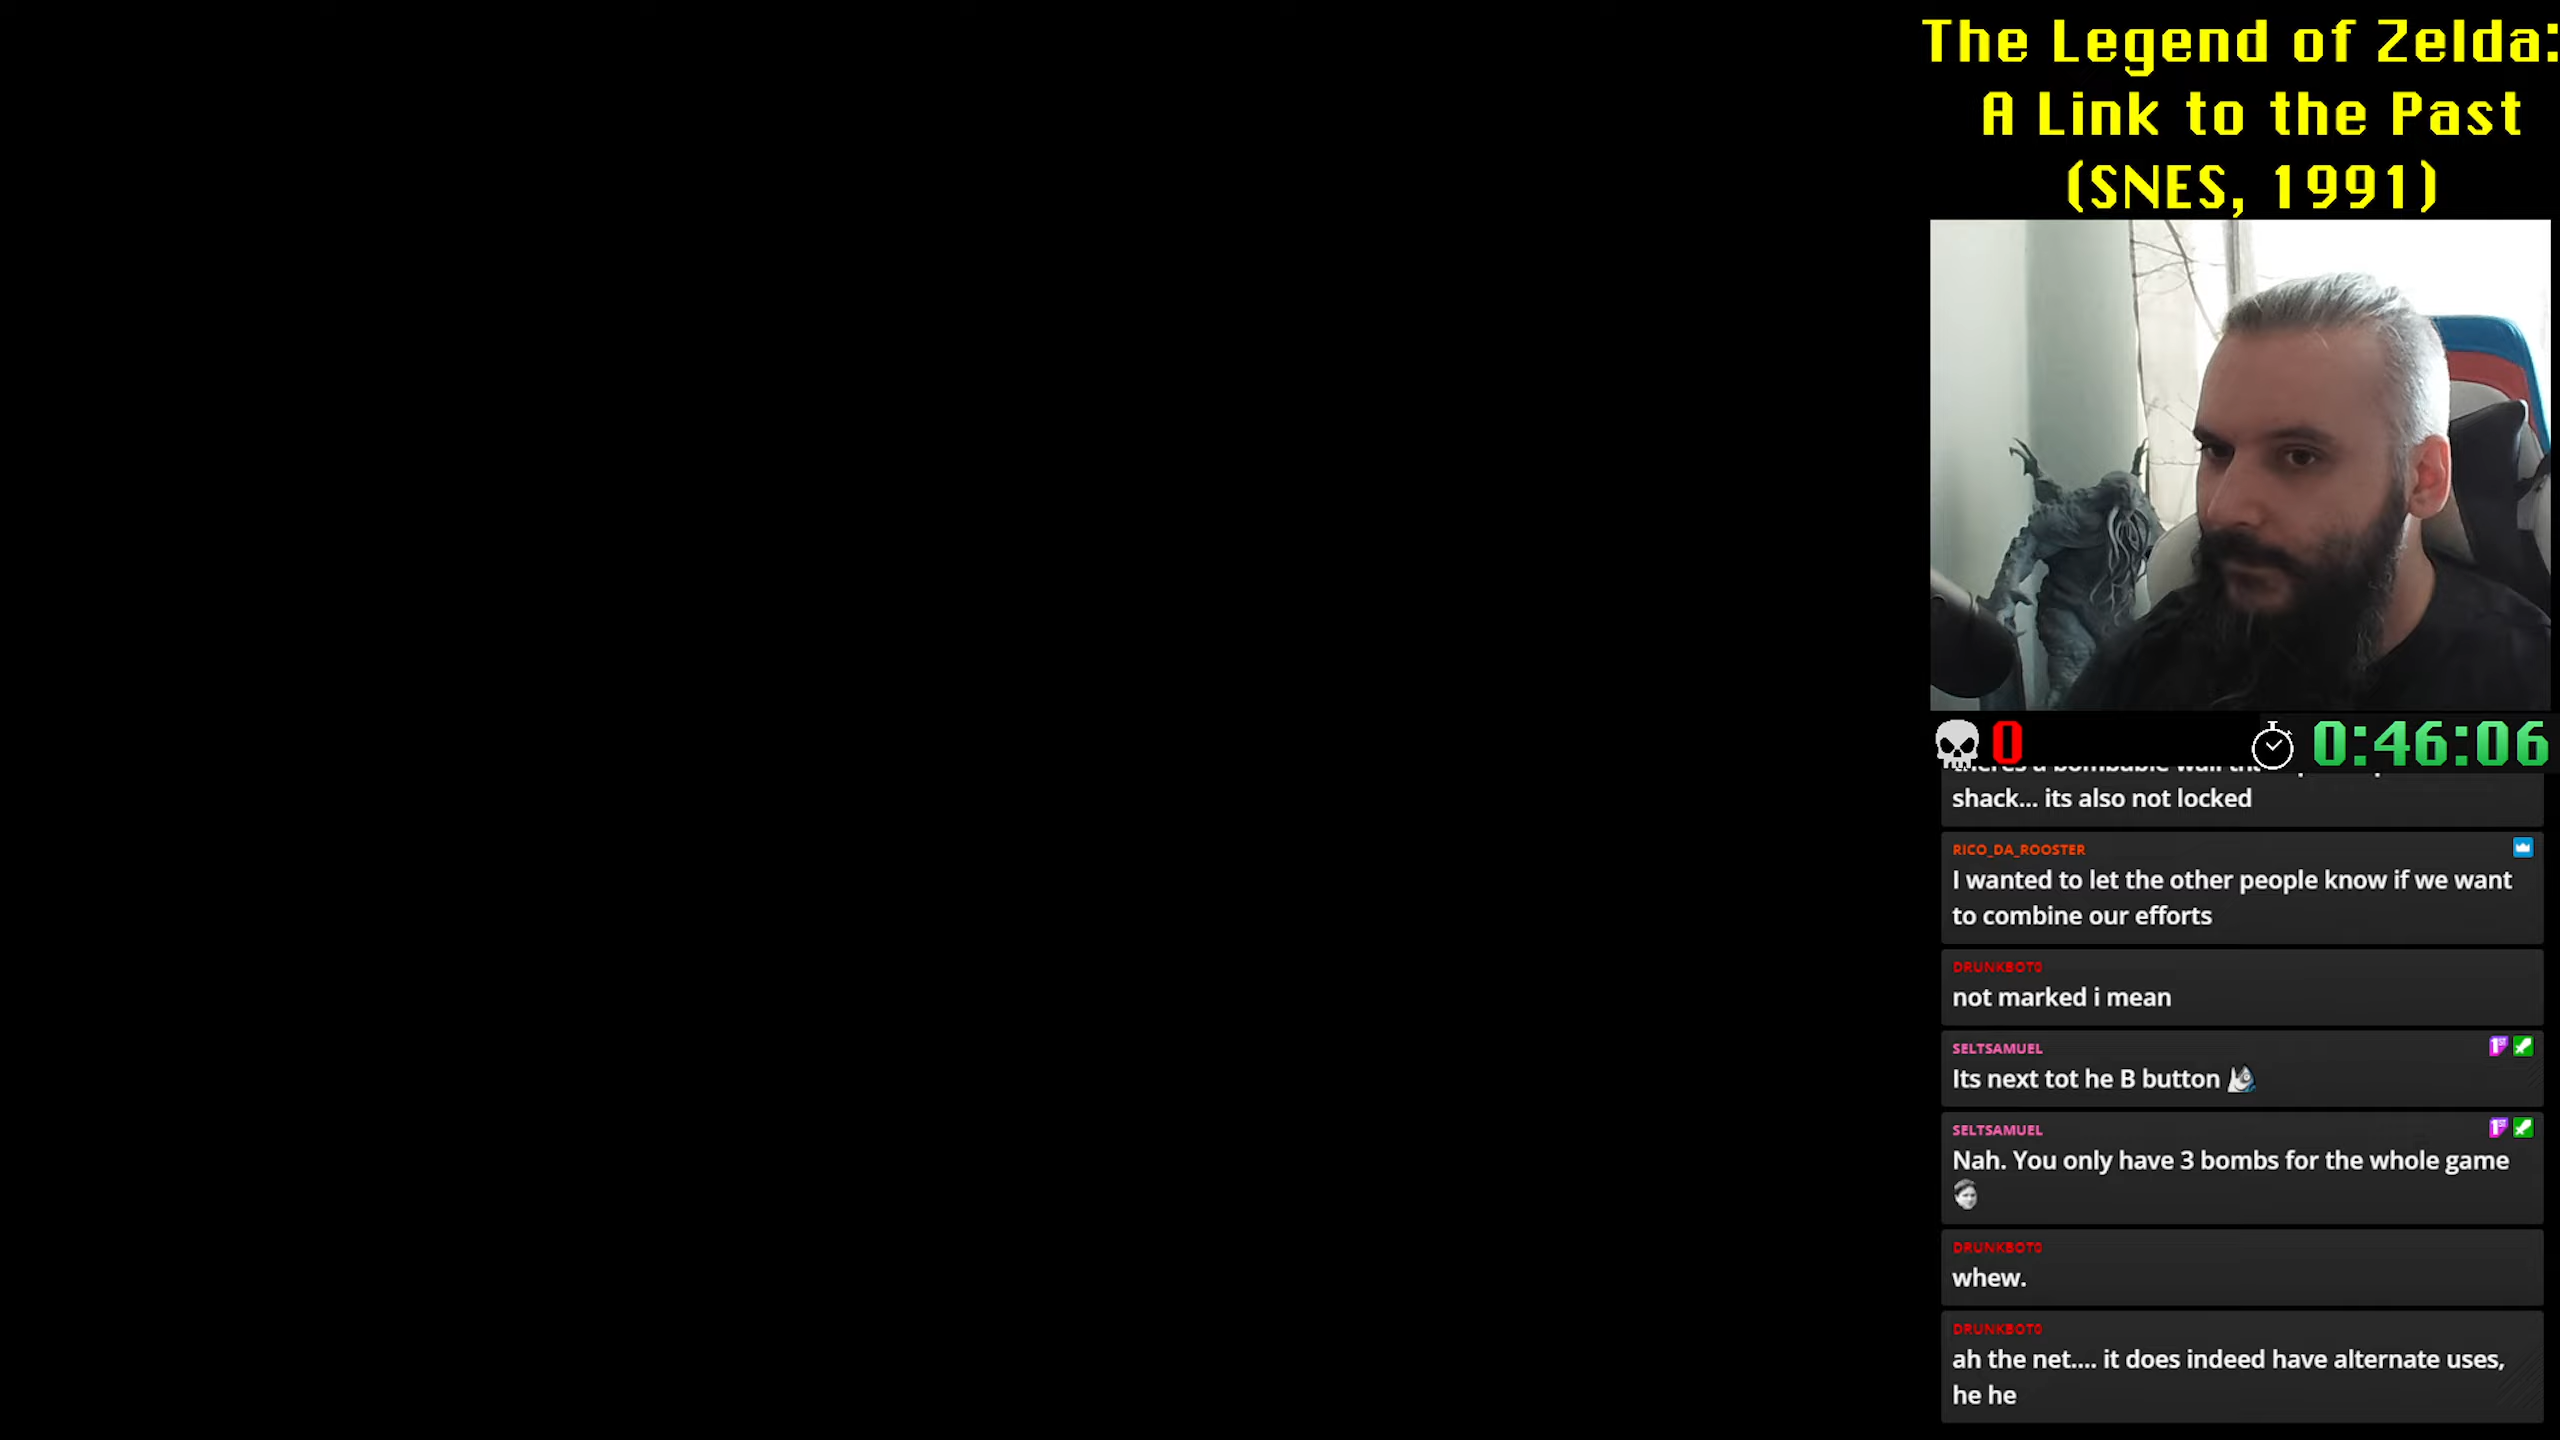 The Legend of Zelda:
A Link to the Past
(SNES, 1991)
0
0:46:06
shack... its also not locked
RICO_DA_ROOSTER
I wanted to let the other people know if we want
to combine our efforts
DRUNKBOT0
not marked i mean
SELTSAMUEL
1ST
Its next tot he B button
SELTSAMUEL
1ST
Nah. You only have 3 bombs for the whole game
DRUNKBOT0
whew.
DRUNKBOT0
ah the net.... it does indeed have alternate uses,
he he